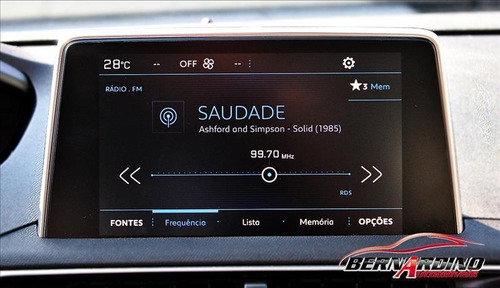 28°C -- OFF -- :
RÁDIO . FM
★3 Mem
SAUDADE
Ashford and Simpson - Solid (1985)
99.70 MHz
RDS
FONTES Frequência Lista Memória OPÇÕES
BERNARDINO